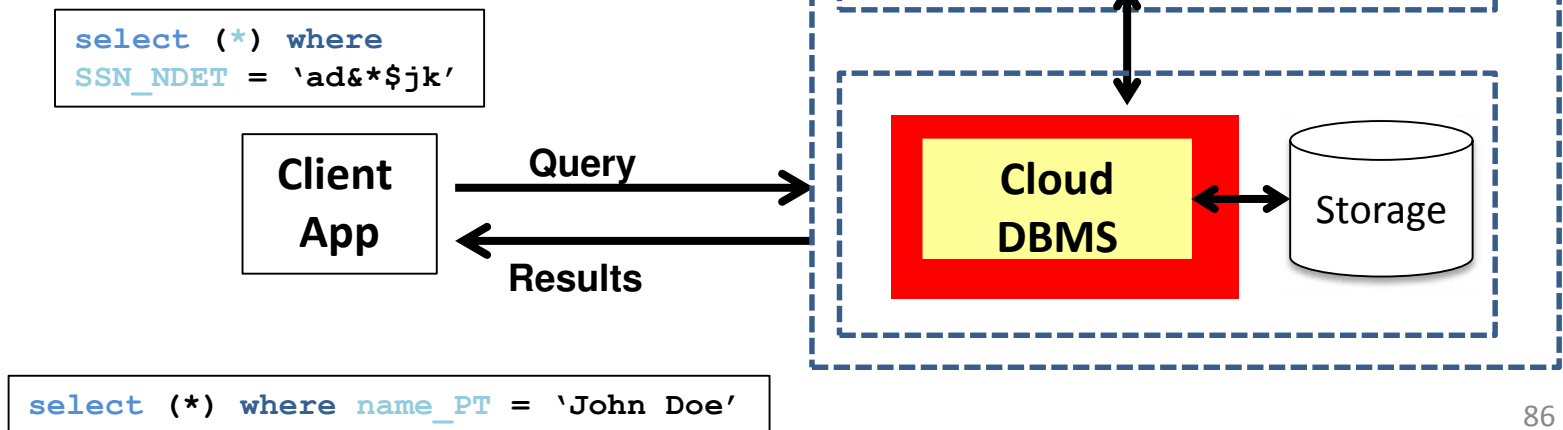 select (*) where
SSN_NDET = ‘ad&*$jk’
Client
App
Query
Results
Cloud
DBMS
Storage
select (*) where name_PT = ‘John Doe’
86